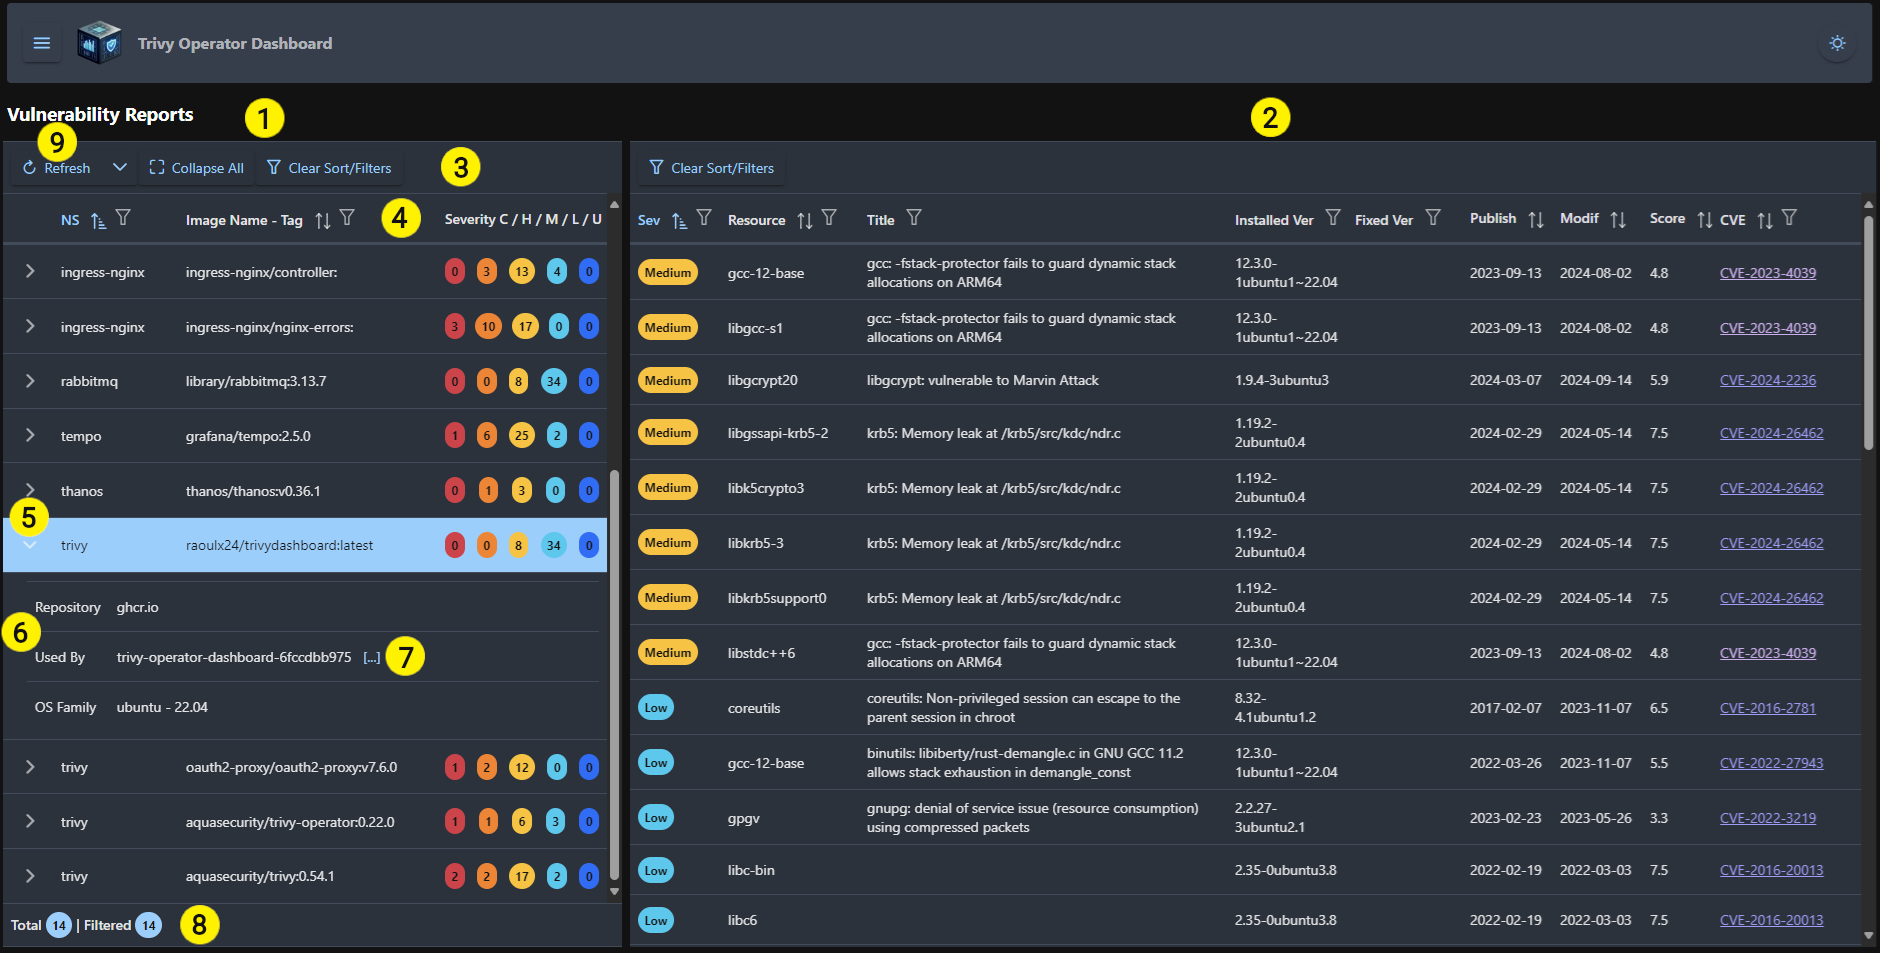 Trivy Operator Dashboard
Vulnerability Reports
1
2
9
Refresh
Collapse All
Clear Sort/Filters
3
Clear Sort/Filters
NS
Image Name - Tag
4
Severity C / H / M / L / U
ingress-nginx ingress-nginx/controller: 0 3 13 4 0
ingress-nginx ingress-nginx/nginx-errors: 3 10 17 0 0
rabbitmq library/rabbitmq:3.13.7 0 0 8 34 0
tempo grafana/tempo:2.5.0 1 6 25 2 0
thanos thanos/thanos:v0.36.1 0 1 3 0 0
5
trivy raoulx24/trivydashboard:latest 0 0 8 34 0
Repository ghcr.io
6
Used By trivy-operator-dashboard-6fccdbb975 [...] 7
OS Family ubuntu - 22.04
trivy oauth2-proxy/oauth2-proxy:v7.6.0 1 2 12 0 0
trivy aquasecurity/trivy-operator:0.22.0 1 1 6 3 0
trivy aquasecurity/trivy:0.54.1 2 2 17 2 0
Total 14 | Filtered 14 8
Sev Resource Title Installed Ver Fixed Ver Publish Modif Score CVE
Medium gcc-12-base gcc: -fstack-protector fails to guard dynamic stack
allocations on ARM64 12.3.0-
1ubuntu1~22.04 2023-09-13 2024-08-02 4.8 CVE-2023-4039
Medium libgcc-s1 gcc: -fstack-protector fails to guard dynamic stack
allocations on ARM64 12.3.0-
1ubuntu1~22.04 2023-09-13 2024-08-02 4.8 CVE-2023-4039
Medium libgcrypt20 libgcrypt: vulnerable to Marvin Attack 1.9.4-3ubuntu3 2024-03-07 2024-09-14 5.9 CVE-2024-2236
Medium libgssapi-krb5-2 krb5: Memory leak at /krb5/src/kdc/ndr.c 1.19.2-
2ubuntu0.4 2024-02-29 2024-05-14 7.5 CVE-2024-26462
Medium libk5crypto3 krb5: Memory leak at /krb5/src/kdc/ndr.c 1.19.2-
2ubuntu0.4 2024-02-29 2024-05-14 7.5 CVE-2024-26462
Medium libkrb5-3 krb5: Memory leak at /krb5/src/kdc/ndr.c 1.19.2-
2ubuntu0.4 2024-02-29 2024-05-14 7.5 CVE-2024-26462
Medium libkrb5support0 krb5: Memory leak at /krb5/src/kdc/ndr.c 1.19.2-
2ubuntu0.4 2024-02-29 2024-05-14 7.5 CVE-2024-26462
Medium libstdc++6 gcc: -fstack-protector fails to guard dynamic stack
allocations on ARM64 12.3.0-
1ubuntu1~22.04 2023-09-13 2024-08-02 4.8 CVE-2023-4039
Low coreutils coreutils: Non-privileged session can escape to the
parent session in chroot 8.32-
4.1ubuntu1.2 2017-02-07 2023-11-07 6.5 CVE-2016-2781
Low gcc-12-base binutils: libiberty/rust-demangle.c in GNU GCC 11.2
allows stack exhaustion in demangle_const 12.3.0-
1ubuntu1~22.04 2022-03-26 2023-11-07 5.5 CVE-2022-27943
Low gpgv gnupg: denial of service issue (resource consumption)
using compressed packets 2.2.27-
3ubuntu2.1 2023-02-23 2023-05-26 3.3 CVE-2022-3219
Low libc-bin 2.35-0ubuntu3.8 2022-02-19 2022-03-03 7.5 CVE-2016-20013
Low libc6 2.35-0ubuntu3.8 2022-02-19 2022-03-03 7.5 CVE-2016-20013